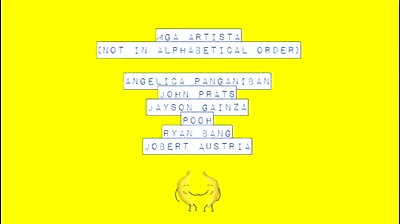 MGA ARTISTA
(NOT IN ALPHABETICAL ORDER)
ANGELICA PANGANIBAN
JOHN PRATS
JAYSON GAINZA
POOH
RYAN BANG
JOBERT AUSTRIA